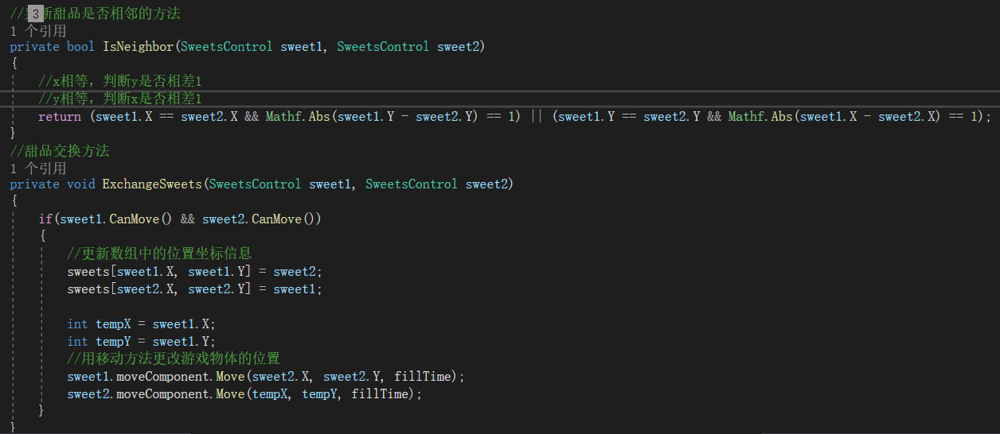 //3断甜品是否相邻的方法
1 个引用
private bool IsNeighbor(SweetsControl sweet1, SweetsControl sweet2)
{
//x相等，判断y是否相差1
//y相等，判断x是否相差1
return (sweet1.X == sweet2.X && Mathf.Abs(sweet1.Y - sweet2.Y) == 1) || (sweet1.Y == sweet2.Y && Mathf.Abs(sweet1.X - sweet2.X) == 1);
}
//甜品交换方法
1 个引用
private void ExchangeSweets(SweetsControl sweet1, SweetsControl sweet2)
{
if(sweet1.CanMove() && sweet2.CanMove())
{
//更新数组中的位置坐标信息
sweets[sweet1.X, sweet1.Y] = sweet2;
sweets[sweet2.X, sweet2.Y] = sweet1;
int tempX = sweet1.X;
int tempY = sweet1.Y;
//用移动方法更改游戏物体的位置
sweet1.moveComponent.Move(sweet2.X, sweet2.Y, fillTime);
sweet2.moveComponent.Move(tempX, tempY, fillTime);
}
}